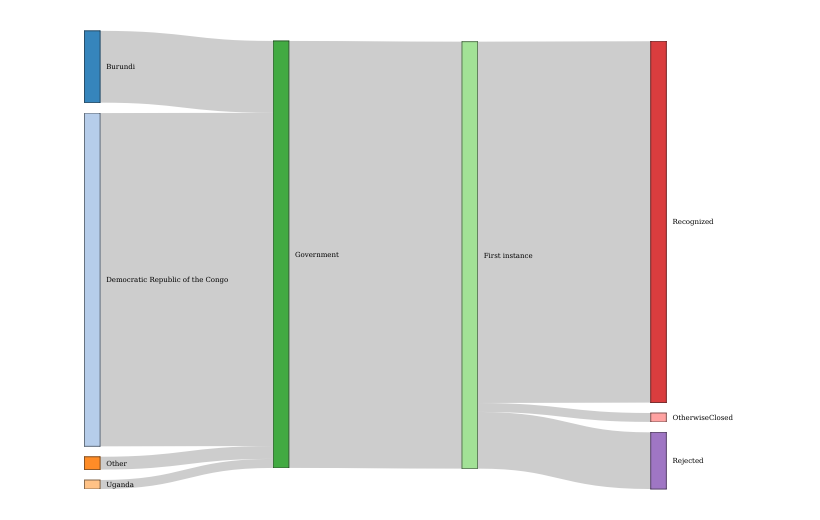 Burundi
Democratic Republic of the Congo
Other
Uganda
Government
First instance
Recognized
OtherwiseClosed
Rejected